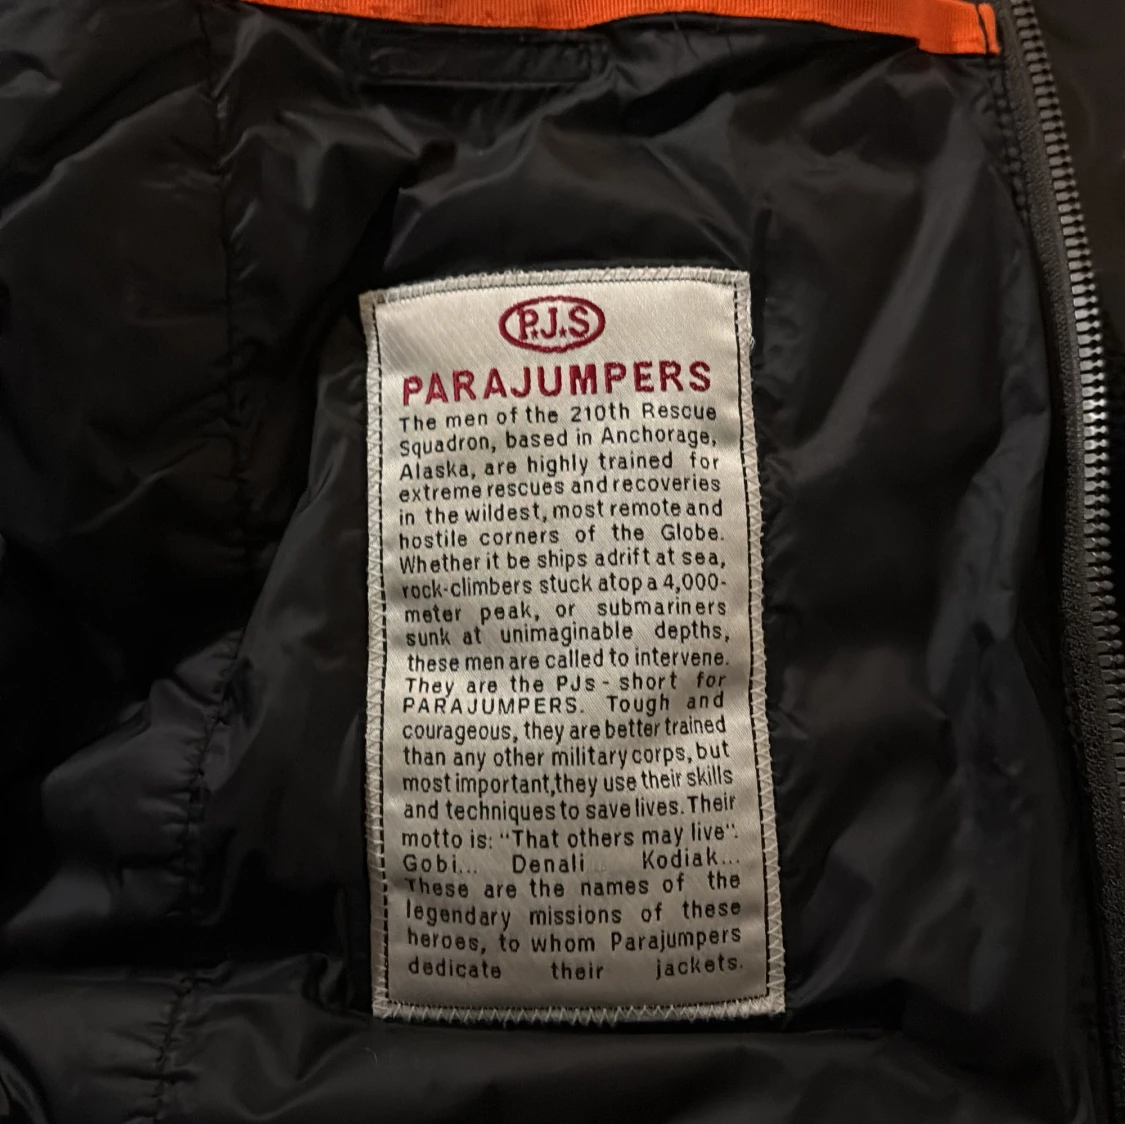 P.J.S
PARAJUMPERS
The men of the 210th Rescue
Squadron, based in Anchorage,
Alaska, are highly trained for
extreme rescues and recoveries
in the wildest, most remote and
hostile corners of the Globe.
Whether it be ships adrift at sea,
rock-climbers stuck atop a 4,000-
meter peak, or submariners
sunk at unimaginable depths,
these men are called to intervene.
They are the PJs - short for
PARAJUMPERS. Tough and
courageous, they are better trained
than any other military corps, but
most important,they use their skills
and techniques to save lives. Their
motto is: "That others may live".
Gobi... Denali... Kodiak...
These are the names of the
legendary missions of these
heroes, to whom Parajumpers
dedicate their jackets.